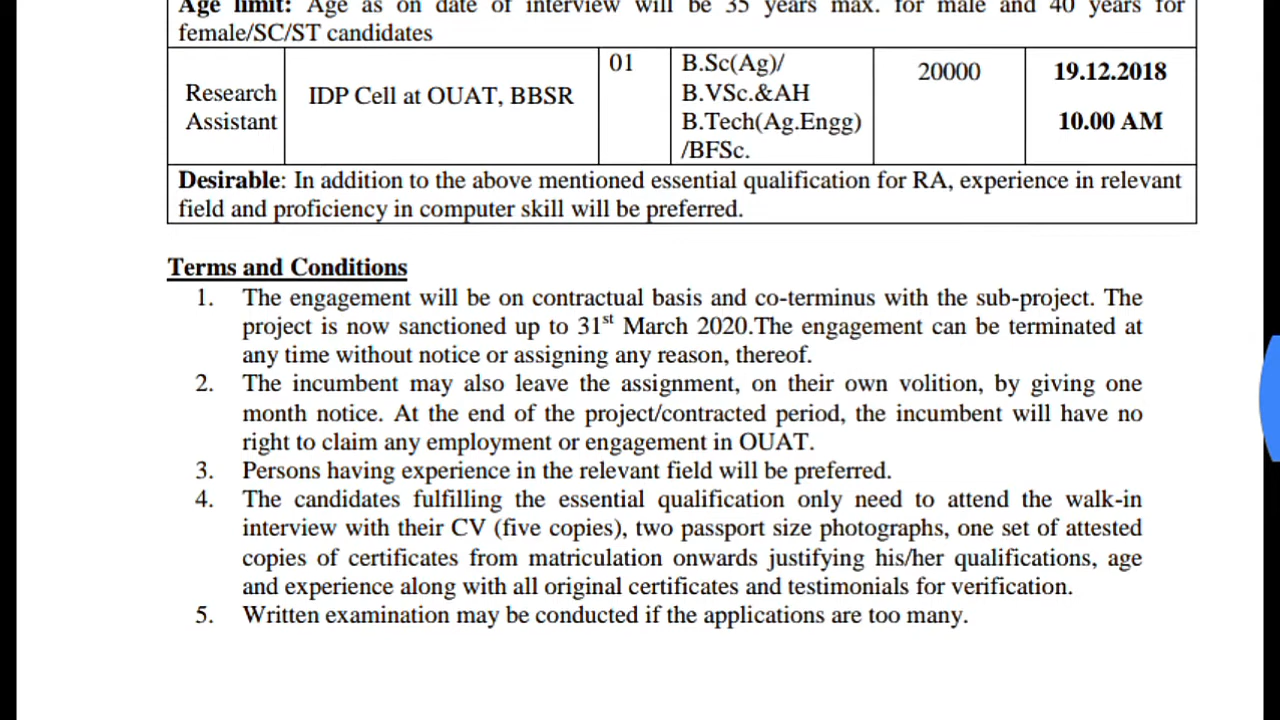 Age limit: Age as on date of interview will be 35 years max. for male and 40 years for
female/SC/ST candidates
Research
Assistant
IDP Cell at OUAT, BBSR
01
B.Sc(Ag)/
B.VSc.&AH
B.Tech(Ag.Engg)
/BFSc.
20000
19.12.2018
10.00 AM
Desirable: In addition to the above mentioned essential qualification for RA, experience in relevant
field and proficiency in computer skill will be preferred.
Terms and Conditions
1. The engagement will be on contractual basis and co-terminus with the sub-project. The
project is now sanctioned up to 31st March 2020.The engagement can be terminated at
any time without notice or assigning any reason, thereof.
2. The incumbent may also leave the assignment, on their own volition, by giving one
month notice. At the end of the project/contracted period, the incumbent will have no
right to claim any employment or engagement in OUAT.
3. Persons having experience in the relevant field will be preferred.
4. The candidates fulfilling the essential qualification only need to attend the walk-in
interview with their CV (five copies), two passport size photographs, one set of attested
copies of certificates from matriculation onwards justifying his/her qualifications, age
and experience along with all original certificates and testimonials for verification.
5. Written examination may be conducted if the applications are too many.